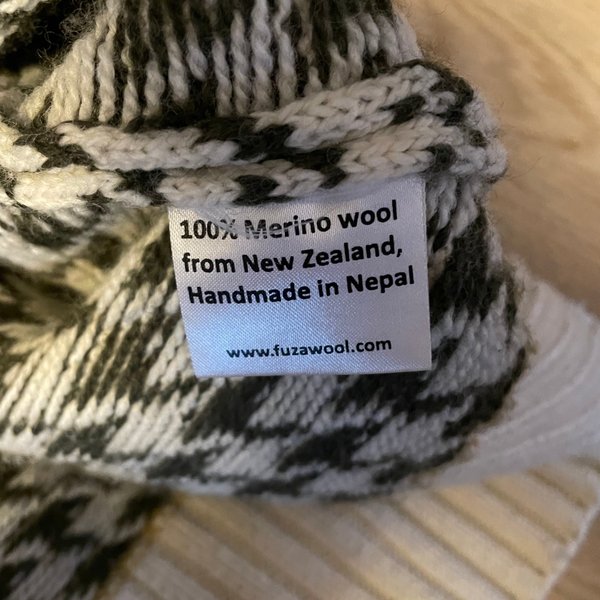 100% Merino wool
from New Zealand,
Handmade in Nepal
www.fuzawool.com